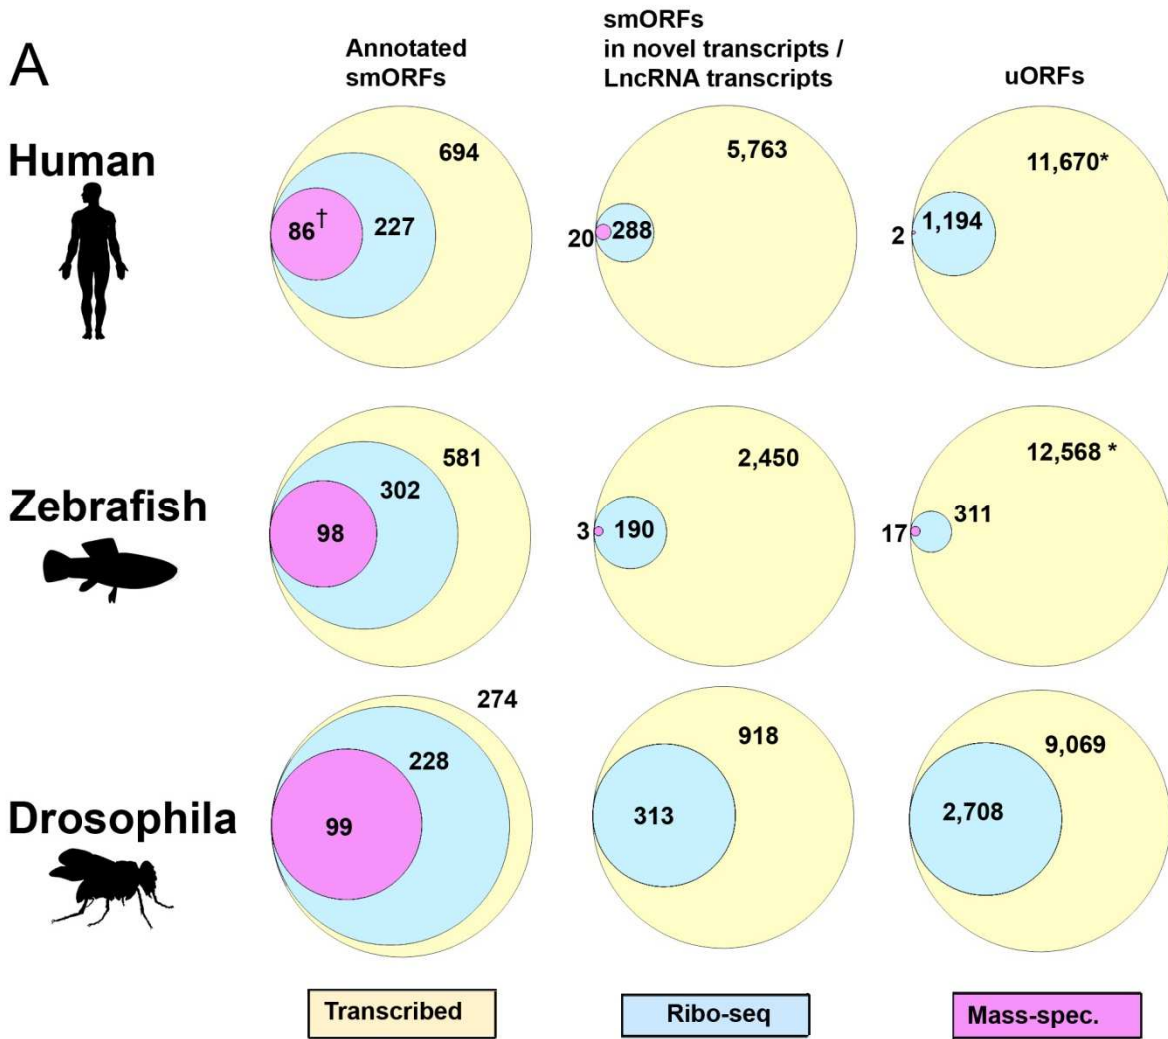 A
Annotated
smORFs
smORFs
in novel transcripts /
LncRNA transcripts
uORFs
Human
694
86†
227
5,763
20
288
11,670*
2
1,194
Zebrafish
581
302
98
2,450
3
190
12,568 *
17
311
Drosophila
274
228
99
918
313
9,069
2,708
Transcribed
Ribo-seq
Mass-spec.